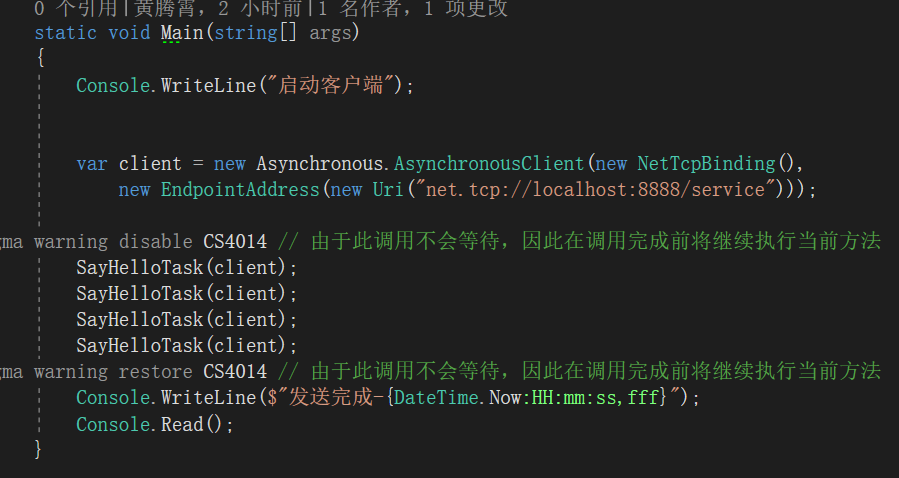 0 个引用|黄腾霄，2 小时前|1 名作者，1 项更改
static void Main(string[] args)
{
Console.WriteLine("启动客户端");
var client = new Asynchronous.AsynchronousClient(new NetTcpBinding(),
new EndpointAddress(new Uri("net.tcp://localhost:8888/service")));
gma warning disable CS4014 // 由于此调用不会等待，因此在调用完成前将继续执行当前方法
SayHelloTask(client);
SayHelloTask(client);
SayHelloTask(client);
SayHelloTask(client);
gma warning restore CS4014 // 由于此调用不会等待，因此在调用完成前将继续执行当前方法
Console.WriteLine($"发送完成-{DateTime.Now:HH:mm:ss,fff}");
Console.Read();
}